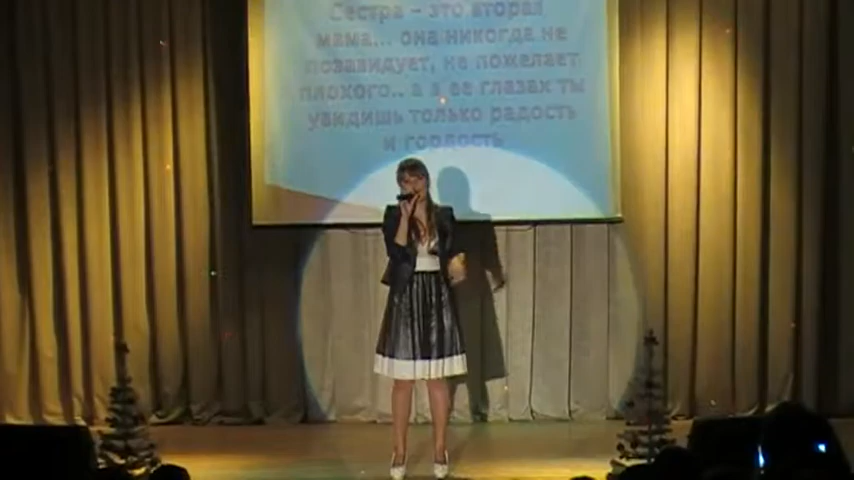 Сестра – это вторая
мама... она никогда не
позавидует, не пожелает
плохого.. а в ее глазах ты
увидишь только радость
и гордость